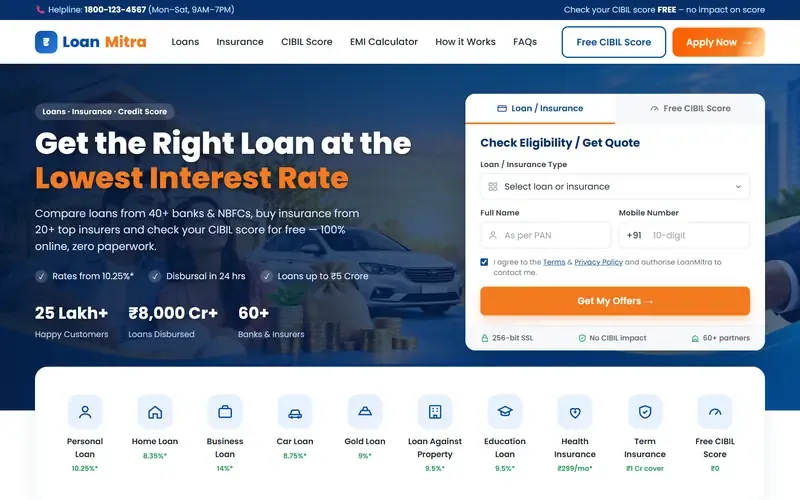 Helpline: 1800-123-4567 (Mon–Sat, 9AM–7PM)
Check your CIBIL score FREE – no impact on score
₹ Loan Mitra
Loans
Insurance
CIBIL Score
EMI Calculator
How it Works
FAQs
Free CIBIL Score
Apply Now →
Loans · Insurance · Credit Score
Get the Right Loan at the
Lowest Interest Rate
Compare loans from 40+ banks & NBFCs, buy insurance from
20+ top insurers and check your CIBIL score for free — 100%
online, zero paperwork.
✓ Rates from 10.25%*
✓ Disbursal in 24 hrs
✓ Loans up to ₹5 Crore
25 Lakh+
Happy Customers
₹8,000 Cr+
Loans Disbursed
60+
Banks & Insurers
Loan / Insurance
Free CIBIL Score
Check Eligibility / Get Quote
Loan / Insurance Type
Select loan or insurance
Full Name
Mobile Number
As per PAN
+91 10-digit
I agree to the Terms & Privacy Policy and authorise LoanMitra to
contact me.
Get My Offers →
256-bit SSL
No CIBIL impact
60+ partners
Personal
Loan
10.25%*
Home Loan
8.35%*
Business
Loan
14%*
Car Loan
8.75%*
Gold Loan
9%*
Loan Against
Property
9.5%*
Education
Loan
9.5%*
Health
Insurance
₹299/mo*
Term
Insurance
₹1 Cr cover
Free CIBIL
Score
₹0